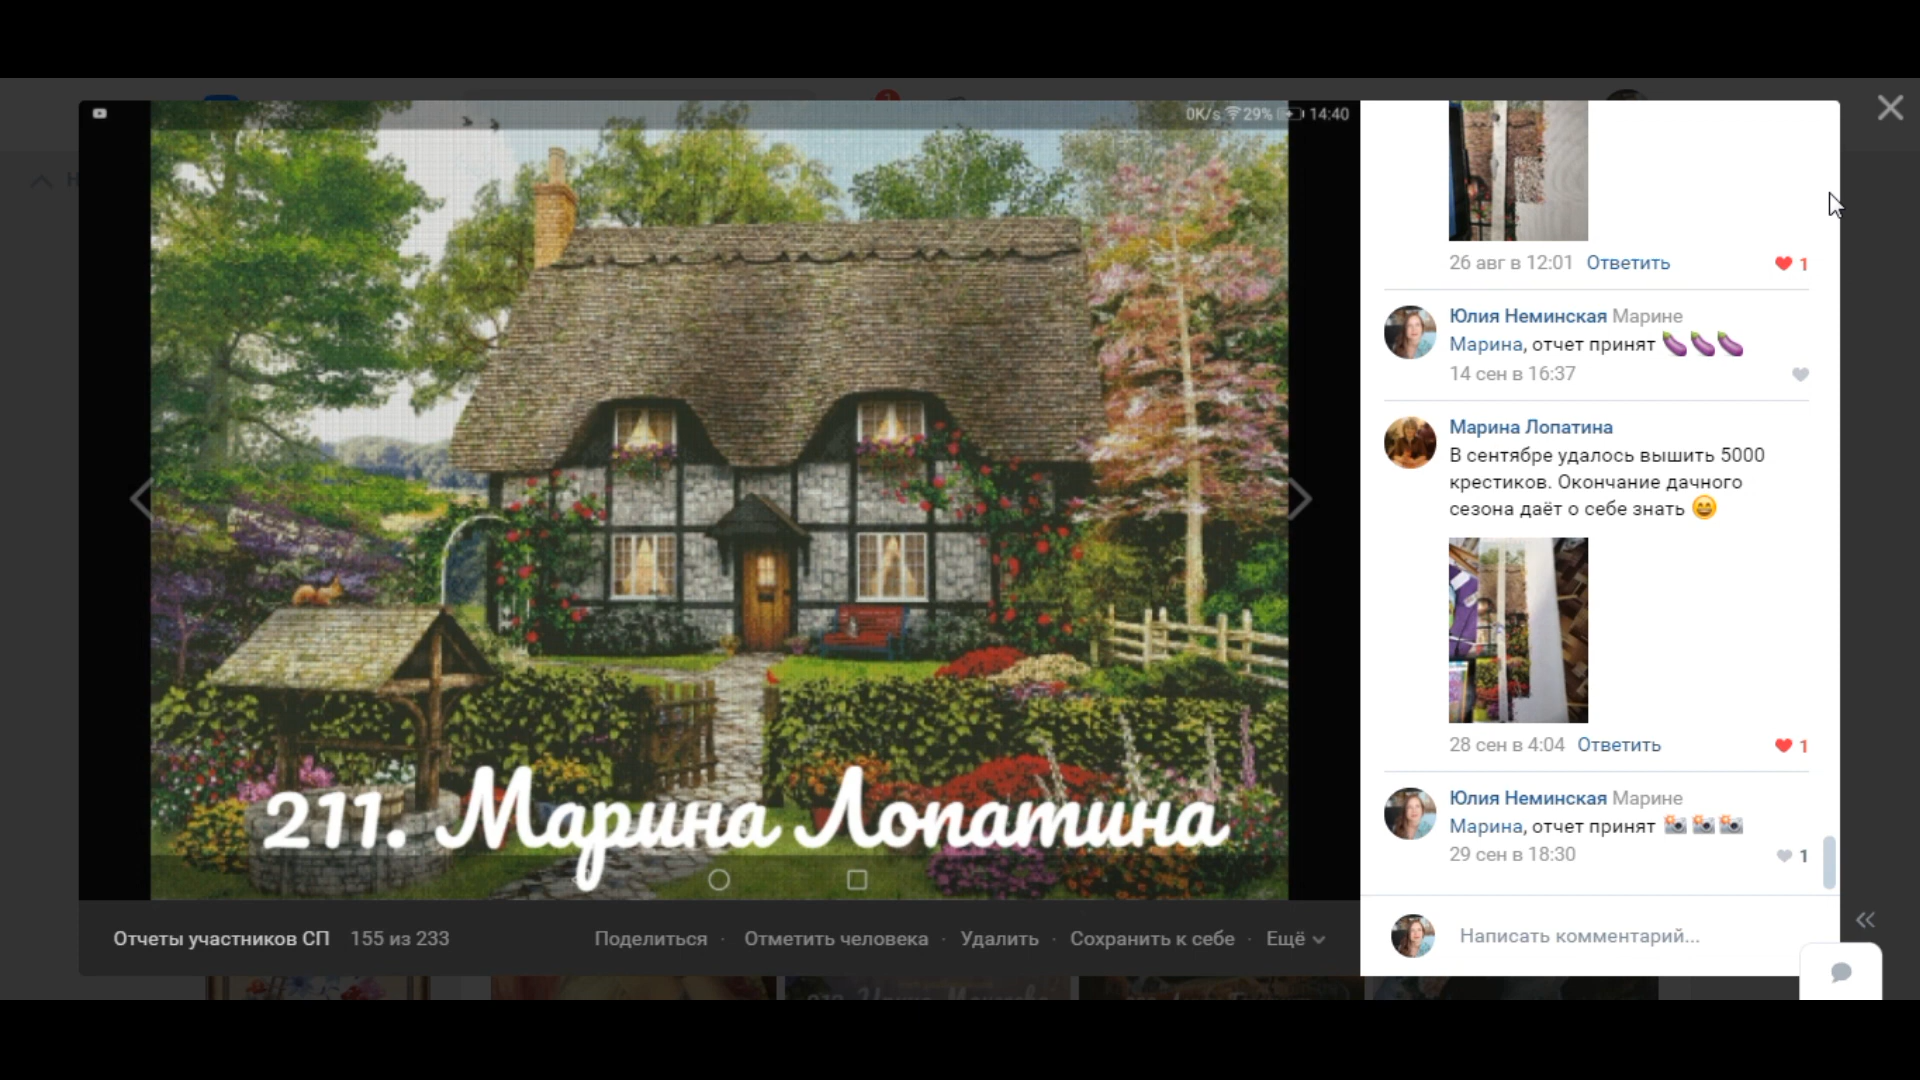 0K/s 29% 14:40
211. Марина Лопатина
Отчеты участников СП 155 из 233
Поделиться · Отметить человека · Удалить · Сохранить к себе · Ещё
26 авг в 12:01 Ответить 1
Юлия Неминская Марине
Марина, отчет принят 🍆🍆🍆
14 сен в 16:37
Марина Лопатина
В сентябре удалось вышить 5000
крестиков. Окончание дачного
сезона даёт о себе знать 😄
28 сен в 4:04 Ответить 1
Юлия Неминская Марине
Марина, отчет принят 📸📸📸
29 сен в 18:30 1
Написать комментарий...